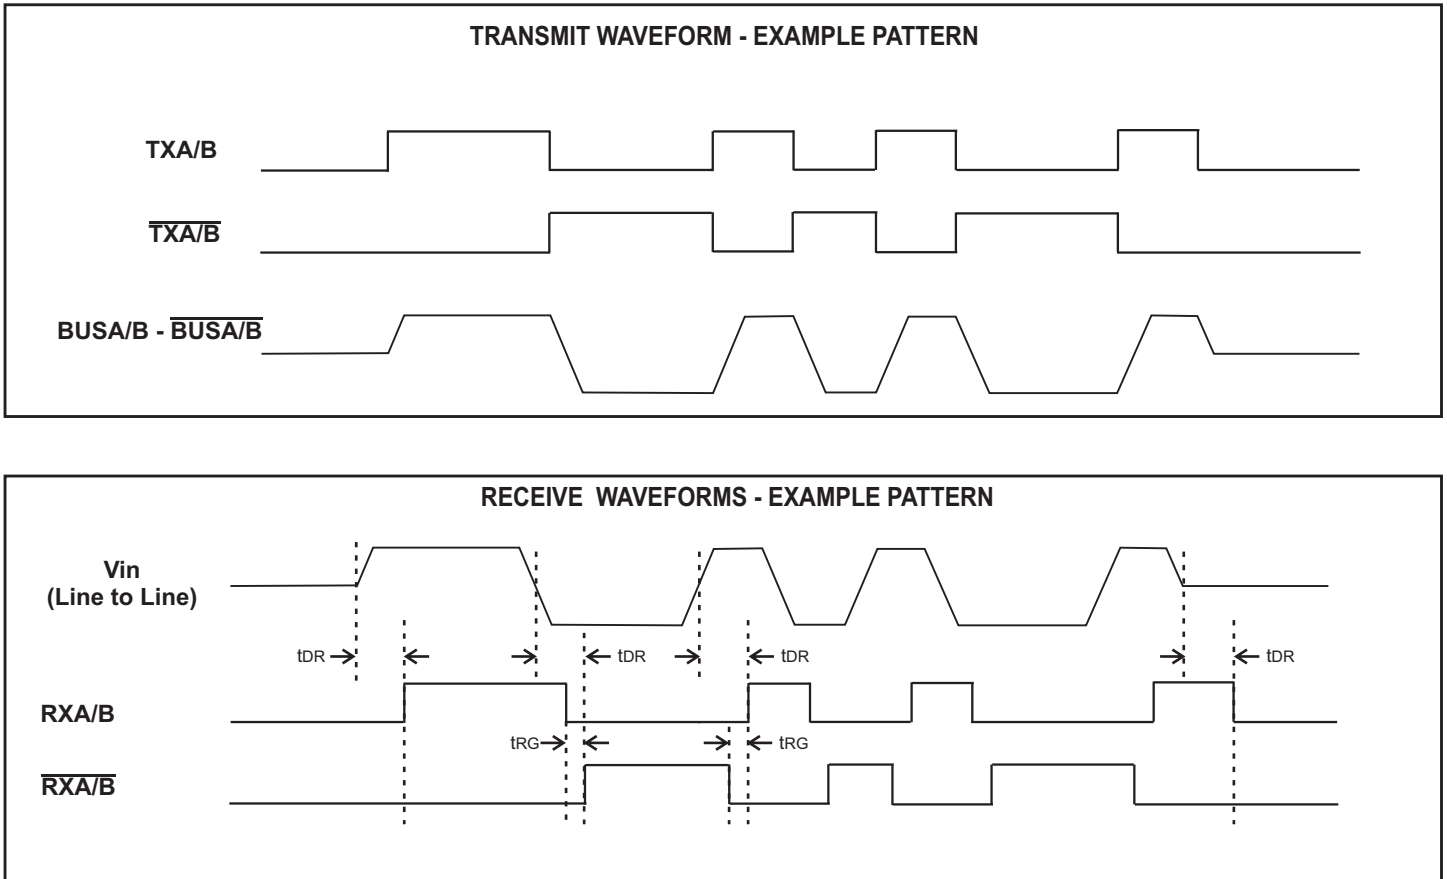 TRANSMIT WAVEFORM - EXAMPLE PATTERN
TXA/B
TXA/B
BUSA/B - BUSA/B
RECEIVE WAVEFORMS - EXAMPLE PATTERN
Vin
(Line to Line)
tDR
tDR
tDR
tDR
RXA/B
tRG
tRG
RXA/B